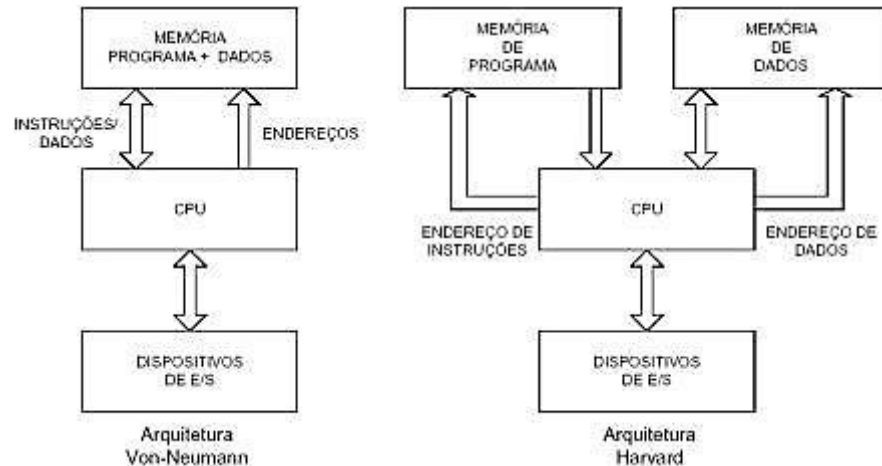 MEMÓRIA
PROGRAMA + DADOS
INSTRUÇÕES/
DADOS
ENDEREÇOS
CPU
DISPOSITIVOS
DE E/S
Arquitetura
Von-Neumann
MEMÓRIA
DE
PROGRAMA
MEMÓRIA
DE
DADOS
CPU
ENDEREÇO DE
INSTRUÇÕES
ENDEREÇO DE
DADOS
DISPOSITIVOS
DE E/S
Arquitetura
Harvard